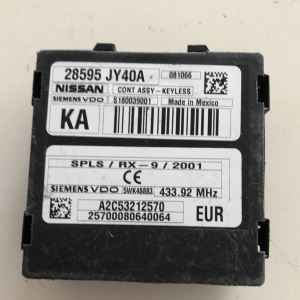 28595 JY40A 081066
NISSAN CONT ASSY - KEYLESS
SIEMENS VDO S180039001 Made in Mexico
KA
SPLS / RX - 9 / 2001
CE
SIEMENS VDO 5WK48883 433.92 MHz
A2C53212570
25700080640064 EUR